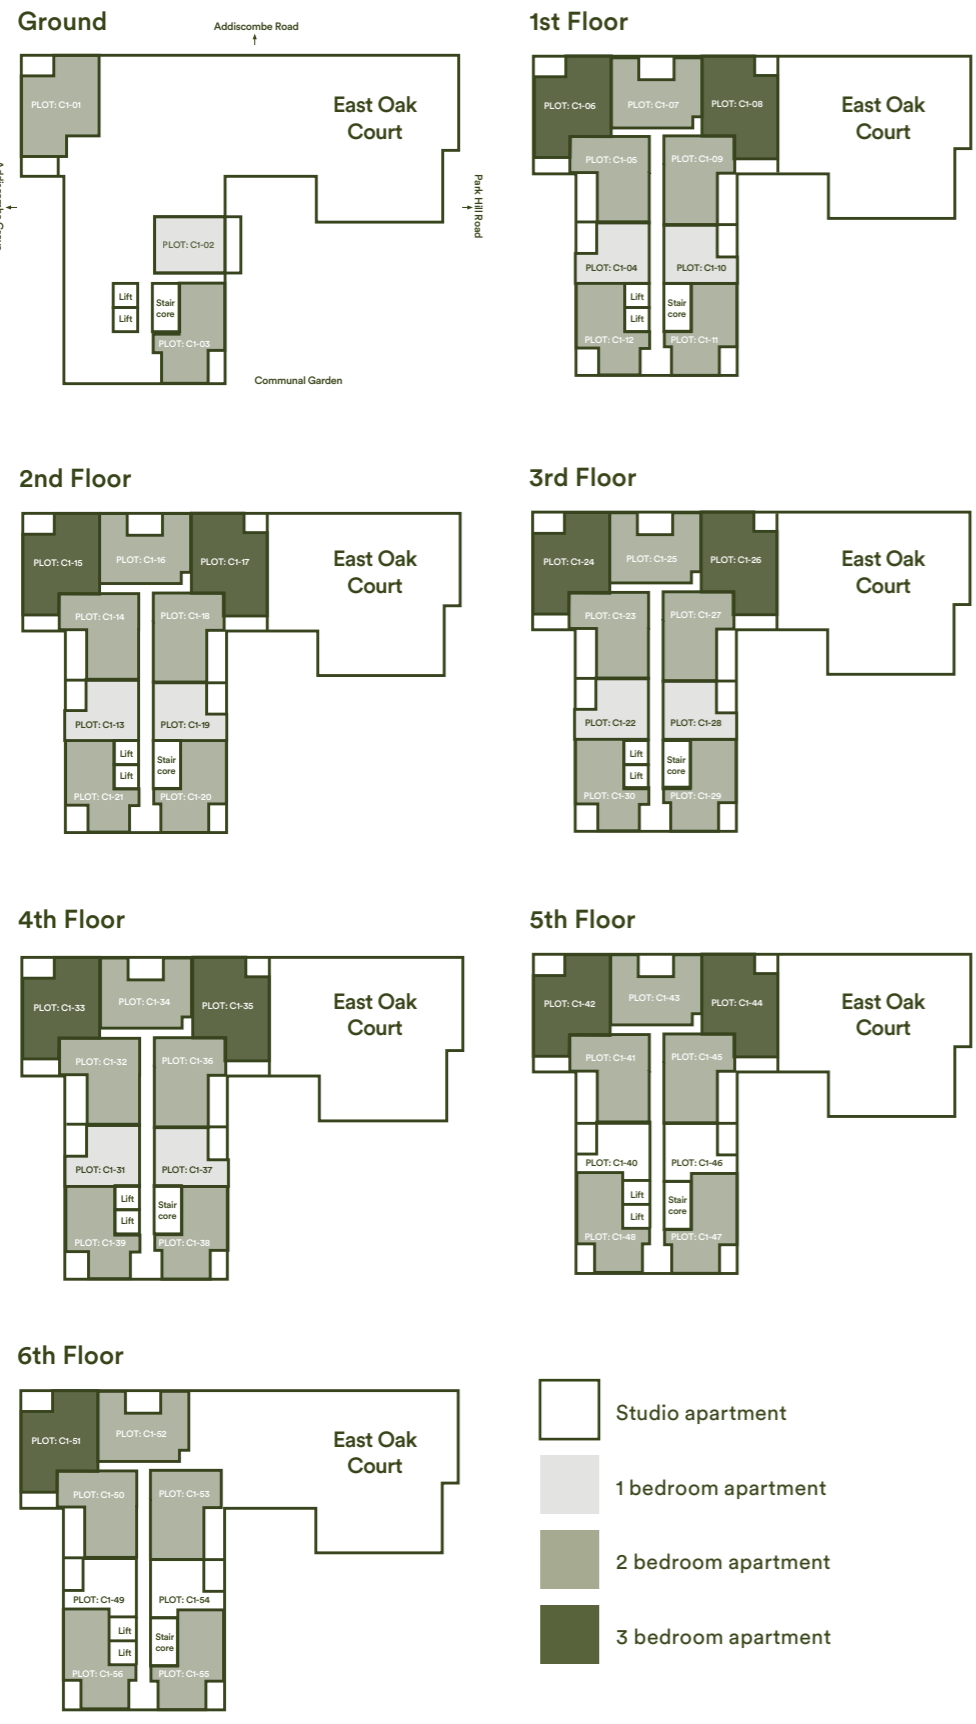 Ground
Addiscombe Road
PLOT: C1-01
East Oak
Court
Park Hill Road
PLOT: C1-02
Lift
Lift
Stair
core
PLOT: C1-03
Communal Garden
1st Floor
PLOT: C1-06
PLOT: C1-07
PLOT: C1-08
East Oak
Court
PLOT: C1-05
PLOT: C1-09
PLOT: C1-04
PLOT: C1-10
Lift
Lift
Stair
core
PLOT: C1-12
PLOT: C1-11
2nd Floor
PLOT: C1-15
PLOT: C1-16
PLOT: C1-17
East Oak
Court
PLOT: C1-14
PLOT: C1-18
PLOT: C1-13
PLOT: C1-19
Lift
Lift
Stair
core
PLOT: C1-21
PLOT: C1-20
3rd Floor
PLOT: C1-24
PLOT: C1-25
PLOT: C1-26
East Oak
Court
PLOT: C1-23
PLOT: C1-27
PLOT: C1-22
PLOT: C1-28
Lift
Lift
Stair
core
PLOT: C1-30
PLOT: C1-29
4th Floor
PLOT: C1-33
PLOT: C1-34
PLOT: C1-35
East Oak
Court
PLOT: C1-32
PLOT: C1-36
PLOT: C1-31
PLOT: C1-37
Lift
Lift
Stair
core
PLOT: C1-39
PLOT: C1-38
5th Floor
PLOT: C1-42
PLOT: C1-43
PLOT: C1-44
East Oak
Court
PLOT: C1-41
PLOT: C1-45
PLOT: C1-40
PLOT: C1-46
Lift
Lift
Stair
core
PLOT: C1-48
PLOT: C1-47
6th Floor
PLOT: C1-51
PLOT: C1-52
East Oak
Court
PLOT: C1-50
PLOT: C1-53
PLOT: C1-49
PLOT: C1-54
Lift
Lift
Stair
core
PLOT: C1-56
PLOT: C1-55
Studio apartment
1 bedroom apartment
2 bedroom apartment
3 bedroom apartment